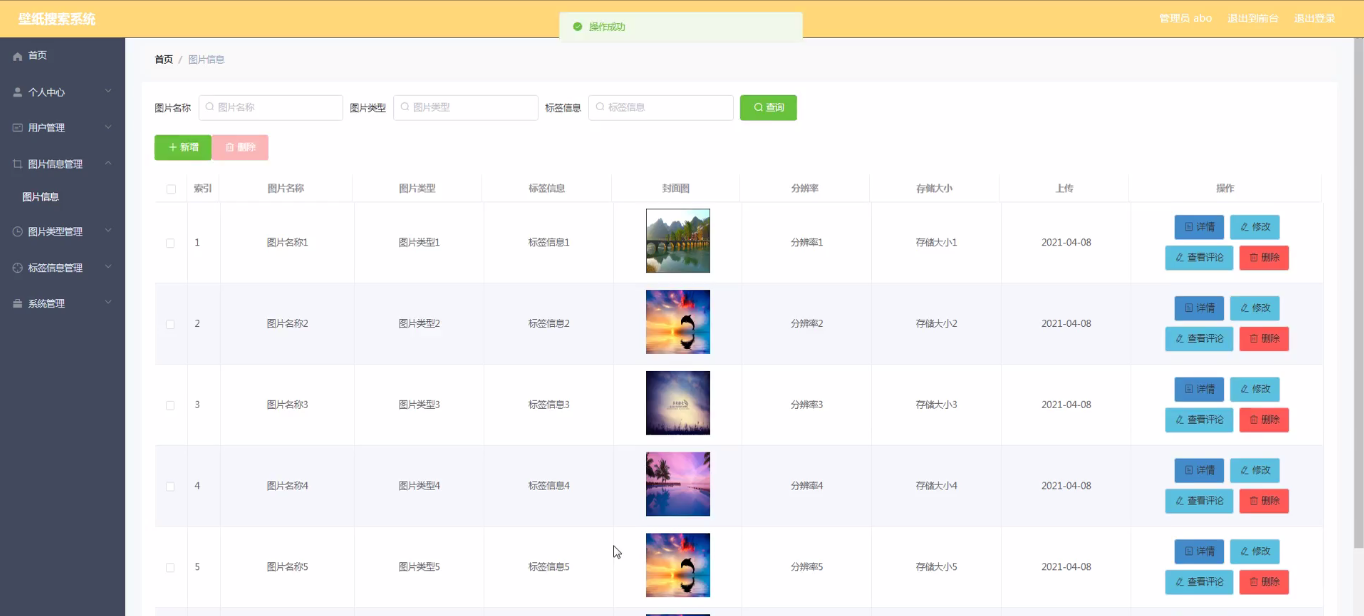 壁纸搜索系统
操作成功
管理员 abo 退出到前台 退出登录
首页
个人中心
用户管理
图片信息管理
图片信息
图片类型管理
标签信息管理
系统管理
首页 / 图片信息
图片名称 图片名称 图片类型 图片类型 标签信息 标签信息 查询
新增 删除
索引 图片名称 图片类型 标签信息 封面图 分辨率 存储大小 上传 操作
1 图片名称1 图片类型1 标签信息1 分辨率1 存储大小1 2021-04-08 详情 修改
查看评论 删除
2 图片名称2 图片类型2 标签信息2 分辨率2 存储大小2 2021-04-08 详情 修改
查看评论 删除
3 图片名称3 图片类型3 标签信息3 分辨率3 存储大小3 2021-04-08 详情 修改
查看评论 删除
4 图片名称4 图片类型4 标签信息4 分辨率4 存储大小4 2021-04-08 详情 修改
查看评论 删除
5 图片名称5 图片类型5 标签信息5 分辨率5 存储大小5 2021-04-08 详情 修改
查看评论 删除